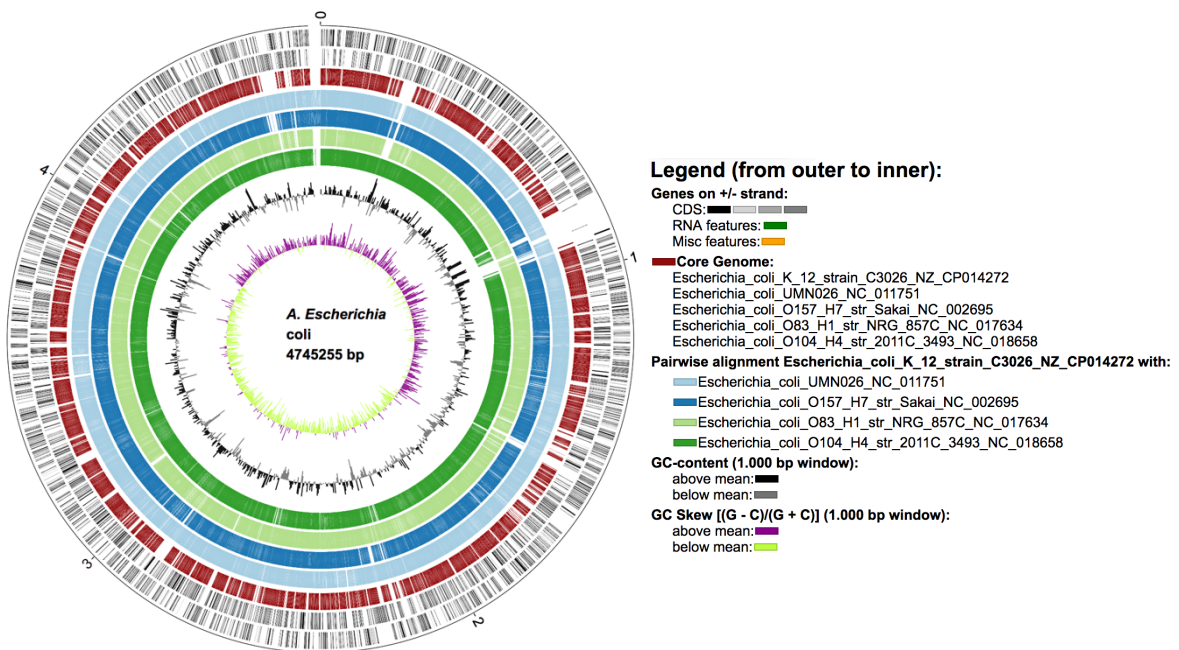 0
1
2
3
4
A. Escherichia
coli
4745255 bp
Legend (from outer to inner):
Genes on +/- strand:
CDS:
RNA features:
Misc features:
Core Genome:
Escherichia_coli_K_12_strain_C3026_NZ_CP014272
Escherichia_coli_UMN026_NC_011751
Escherichia_coli_O157_H7_str_Sakai_NC_002695
Escherichia_coli_O83_H1_str_NRG_857C_NC_017634
Escherichia_coli_O104_H4_str_2011C_3493_NC_018658
Pairwise alignment Escherichia_coli_K_12_strain_C3026_NZ_CP014272 with:
Escherichia_coli_UMN026_NC_011751
Escherichia_coli_O157_H7_str_Sakai_NC_002695
Escherichia_coli_O83_H1_str_NRG_857C_NC_017634
Escherichia_coli_O104_H4_str_2011C_3493_NC_018658
GC-content (1.000 bp window):
above mean:
below mean:
GC Skew [(G - C)/(G + C)] (1.000 bp window):
above mean:
below mean: